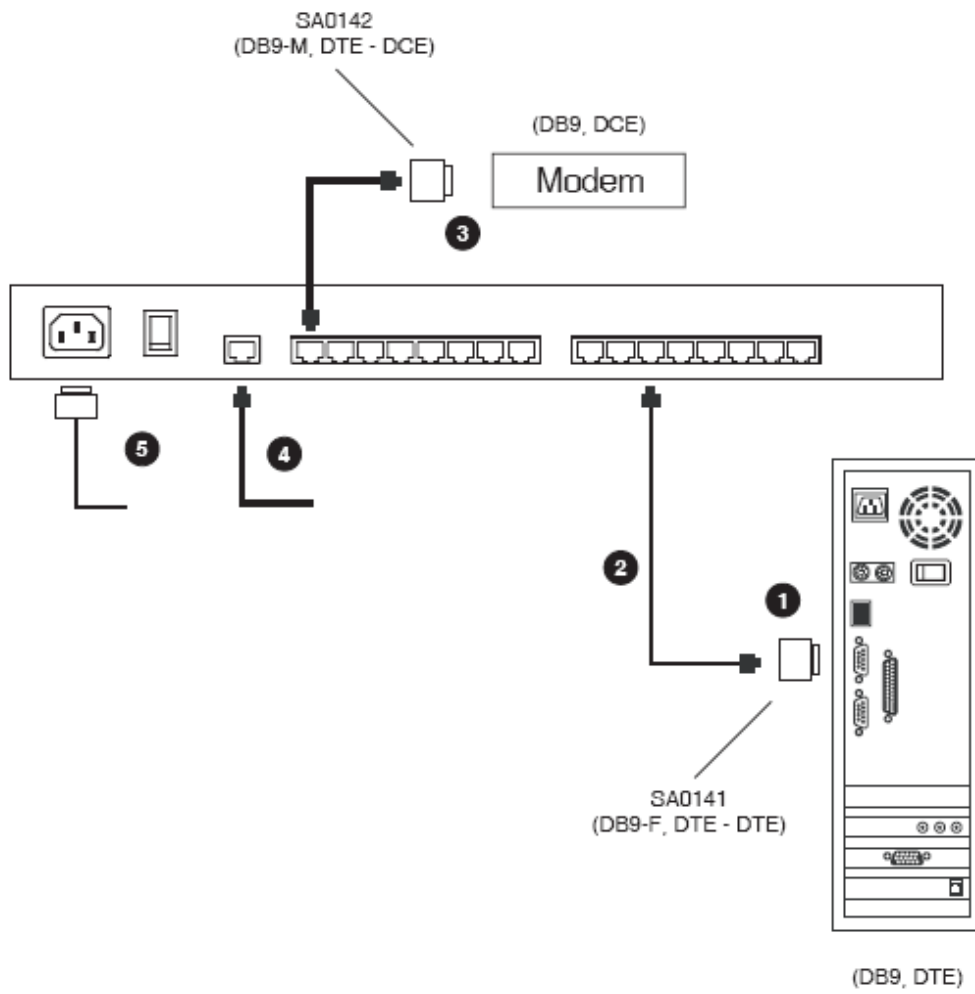 SA0142
(DB9-M, DTE - DCE)
(DB9, DCE)
Modem
3
5
4
2
1
SA0141
(DB9-F, DTE - DTE)
(DB9, DTE)